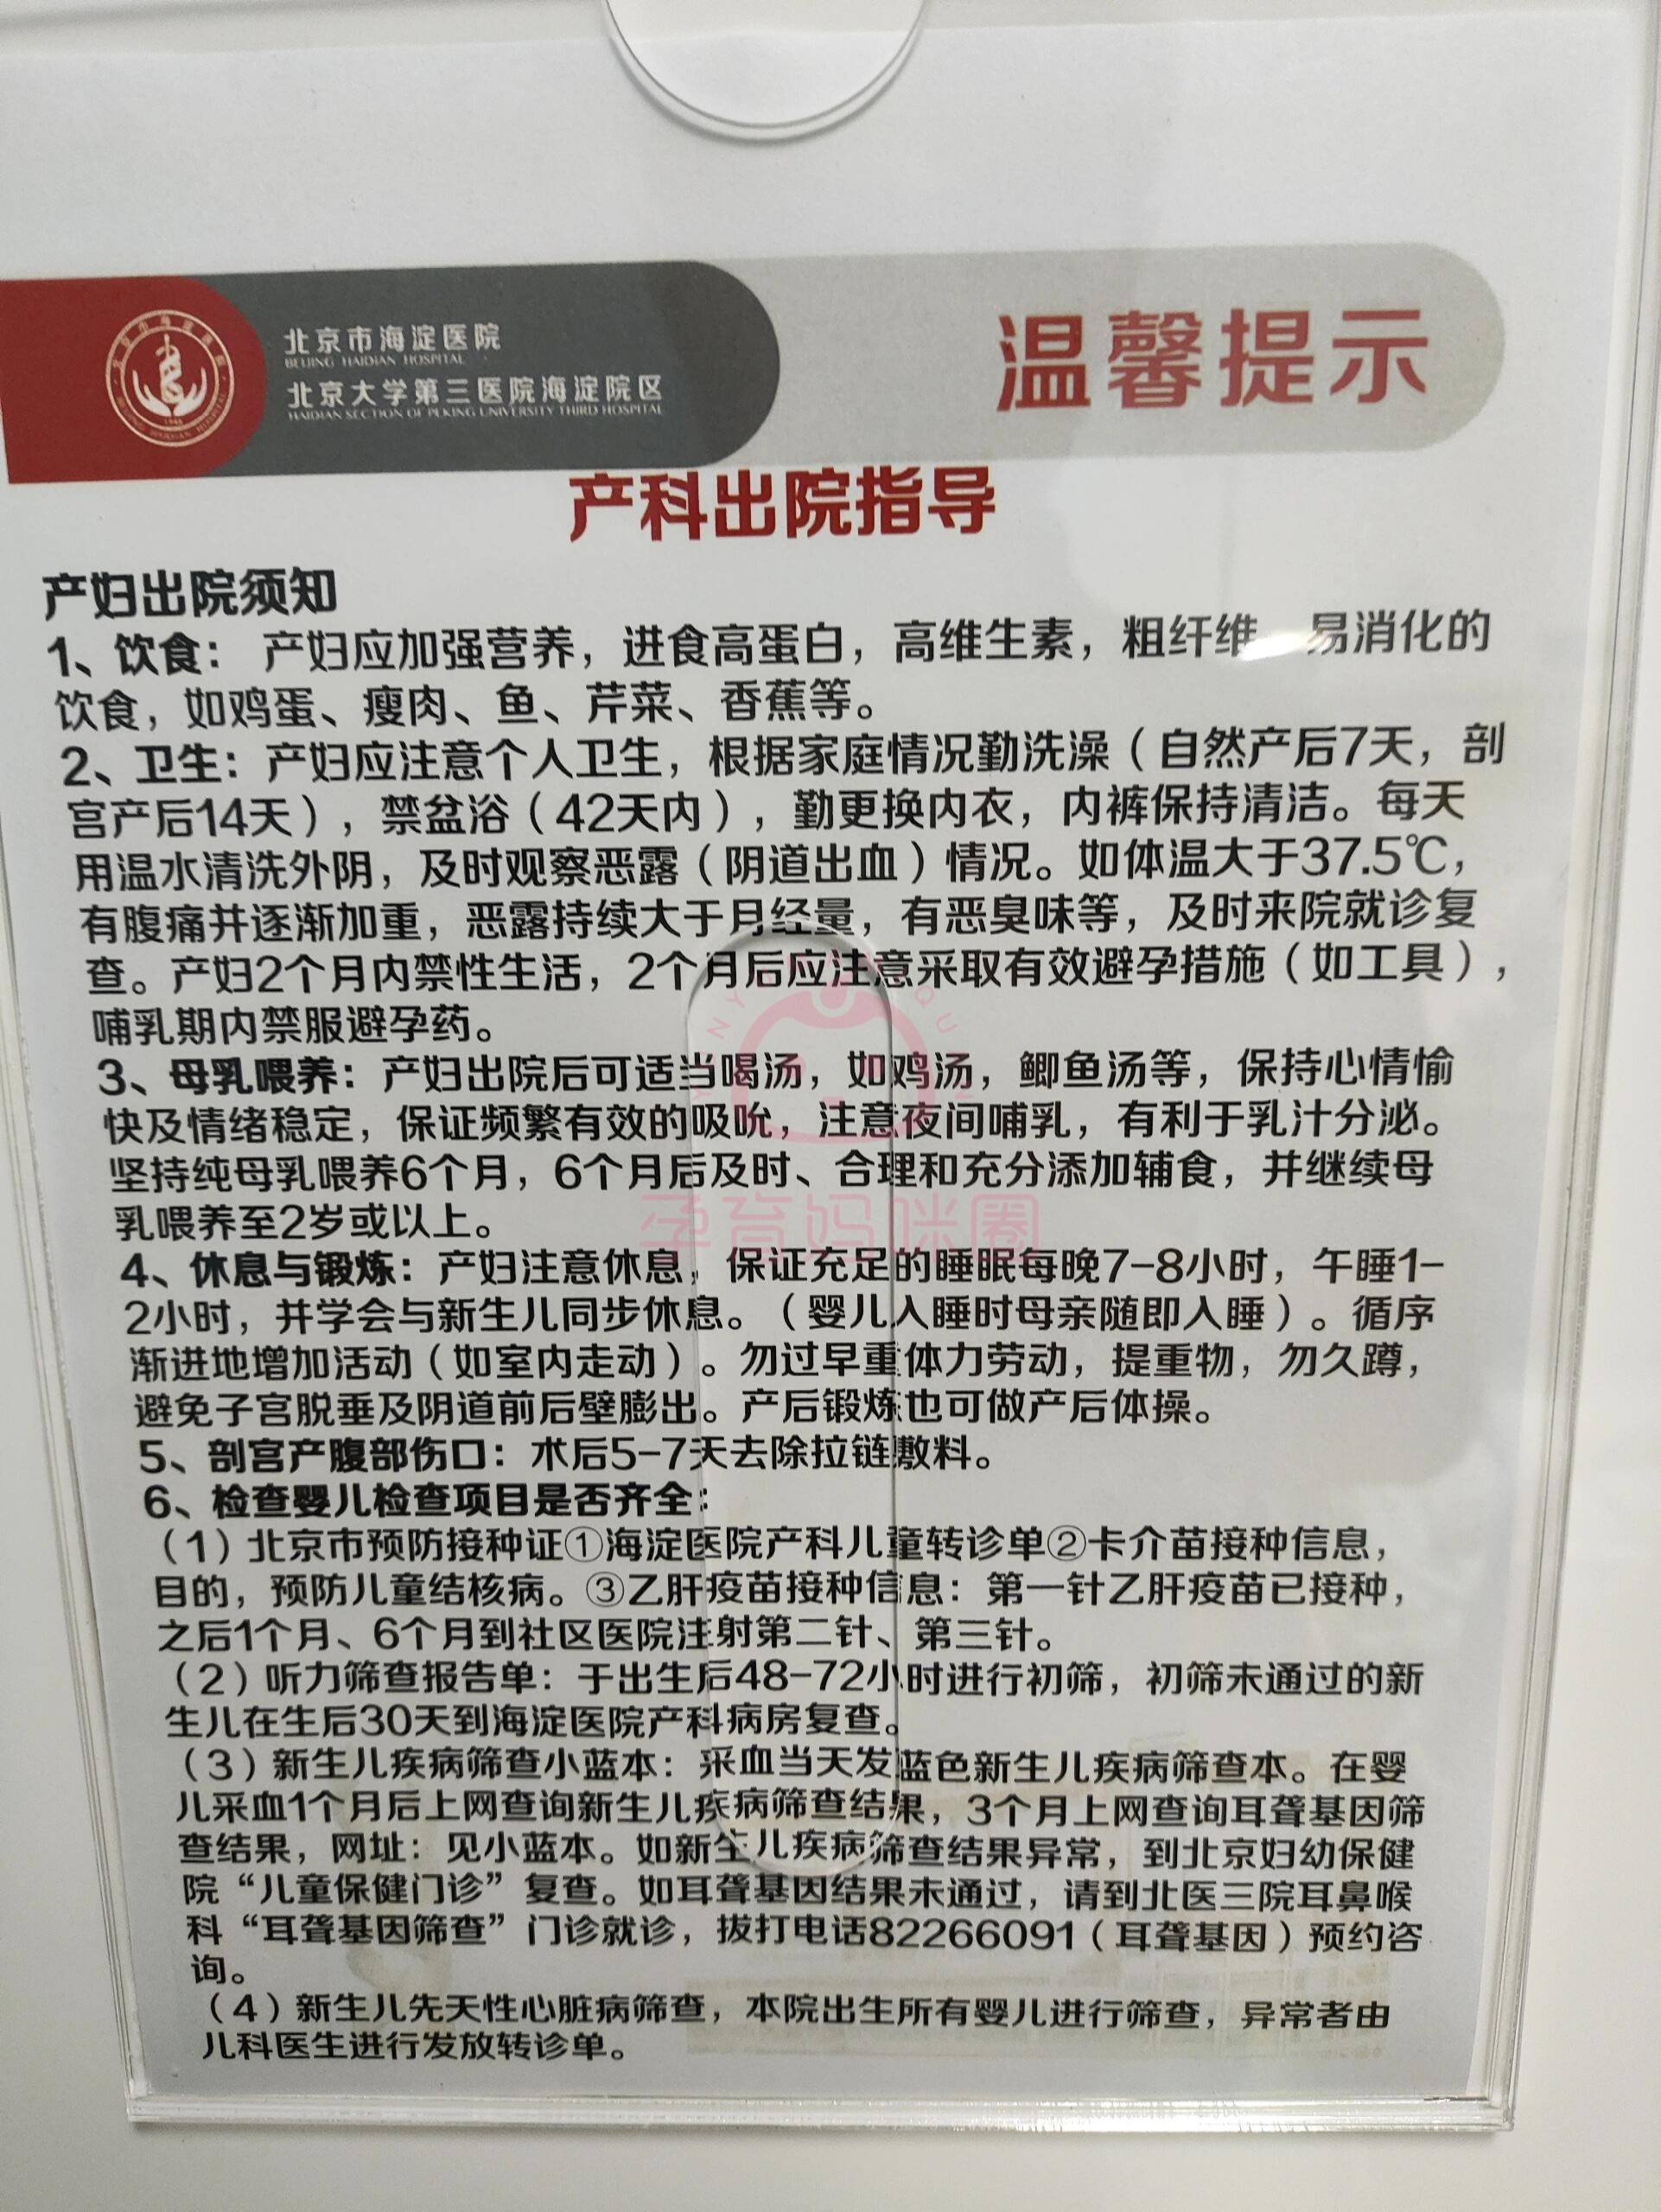 北京市海淀医院
BEIJING HAIDIAN HOSPITAL
北京大学第三医院海淀院区
HAIDIAN SECTION OF PEKING UNIVERSITY THIRD HOSPITAL
温馨提示
产科出院指导
产妇出院须知
1、饮食：产妇应加强营养，进食高蛋白，高维生素，粗纤维 易消化的
饮食，如鸡蛋、瘦肉、鱼、芹菜、香蕉等。
2、卫生：产妇应注意个人卫生，根据家庭情况勤洗澡（自然产后7天，剖
宫产后14天），禁盆浴（42天内），勤更换内衣，内裤保持清洁。每天
用温水清洗外阴，及时观察恶露（阴道出血）情况。如体温大于37.5℃，
有腹痛并逐渐加重，恶露持续大于月经量，有恶臭味等，及时来院就诊复
查。产妇2个月内禁性生活，2个月后应注意采取有效避孕措施（如工具），
哺乳期内禁服避孕药。
3、母乳喂养：产妇出院后可适当喝汤，如鸡汤，鲫鱼汤等，保持心情愉
快及情绪稳定，保证频繁有效的吸吮，注意夜间哺乳，有利于乳汁分泌。
坚持纯母乳喂养6个月，6个月后及时、合理和充分添加辅食，并继续母
乳喂养至2岁或以上。
孕育妈咪圈
4、休息与锻炼：产妇注意休息，保证充足的睡眠每晚7-8小时，午睡1-
2小时，并学会与新生儿同步休息。（婴儿入睡时母亲随即入睡）。循序
渐进地增加活动（如室内走动）。勿过早重体力劳动，提重物，勿久蹲，
避免子宫脱垂及阴道前后壁膨出。产后锻炼也可做产后体操。
5、剖宫产腹部伤口：术后5-7天去除拉链敷料。
6、检查婴儿检查项目是否齐全：
（1）北京市预防接种证①海淀医院产科儿童转诊单②卡介苗接种信息，
目的，预防儿童结核病。③乙肝疫苗接种信息：第一针乙肝疫苗已接种，
之后1个月、6个月到社区医院注射第二针、第三针。
（2）听力筛查报告单：于出生后48-72小时进行初筛，初筛未通过的新
生儿在生后30天到海淀医院产科病房复查。
（3）新生儿疾病筛查小蓝本：采血当天发蓝色新生儿疾病筛查本。在婴
儿采血1个月后上网查询新生儿疾病筛查结果，3个月上网查询耳聋基因筛
查结果，网址：见小蓝本。如新生儿疾病筛查结果异常，到北京妇幼保健
院“儿童保健门诊”复查。如耳聋基因结果未通过，请到北医三院耳鼻喉
科“耳聋基因筛查”门诊就诊，拔打电话82266091（耳聋基因）预约咨
询。
（4）新生儿先天性心脏病筛查，本院出生所有婴儿进行筛查，异常者由
儿科医生进行发放转诊单。